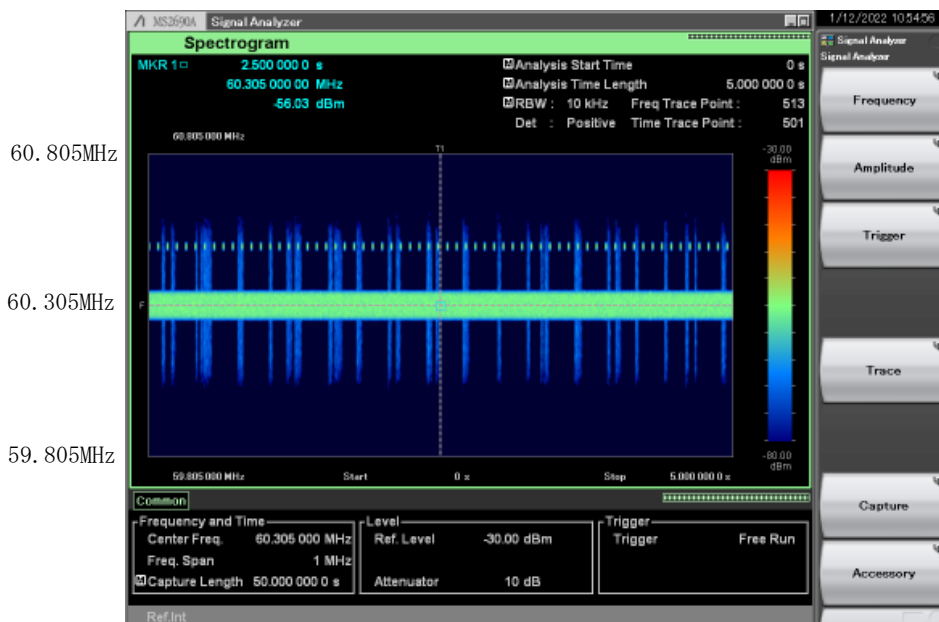 MS2690A Signal Analyzer
1/12/2022 10:54:56
Spectrogram
Signal Analyzer
Signal Analyzer
MKR 1 2.500 000 0 s
60.305 000 00 MHz
-56.03 dBm
Analysis Start Time 0 s
Analysis Time Length 5.000 000 0 s
RBW : 10 kHz Freq Trace Point : 513
Det : Positive Time Trace Point : 501
Frequency
60.805 000 MHz
60.805MHz
T1
-30.00
dBm
Amplitude
Trigger
60.305MHz
F
Trace
59.805MHz
-80.00
dBm
59.805 000 MHz Start 0 s Stop 5.000 000 0 s
Common
Capture
Frequency and Time
Center Freq. 60.305 000 MHz
Freq. Span 1 MHz
Capture Length 50.000 000 0 s
Level
Ref. Level -30.00 dBm
Attenuator 10 dB
Trigger
Trigger Free Run
Accessory
Ref.Int